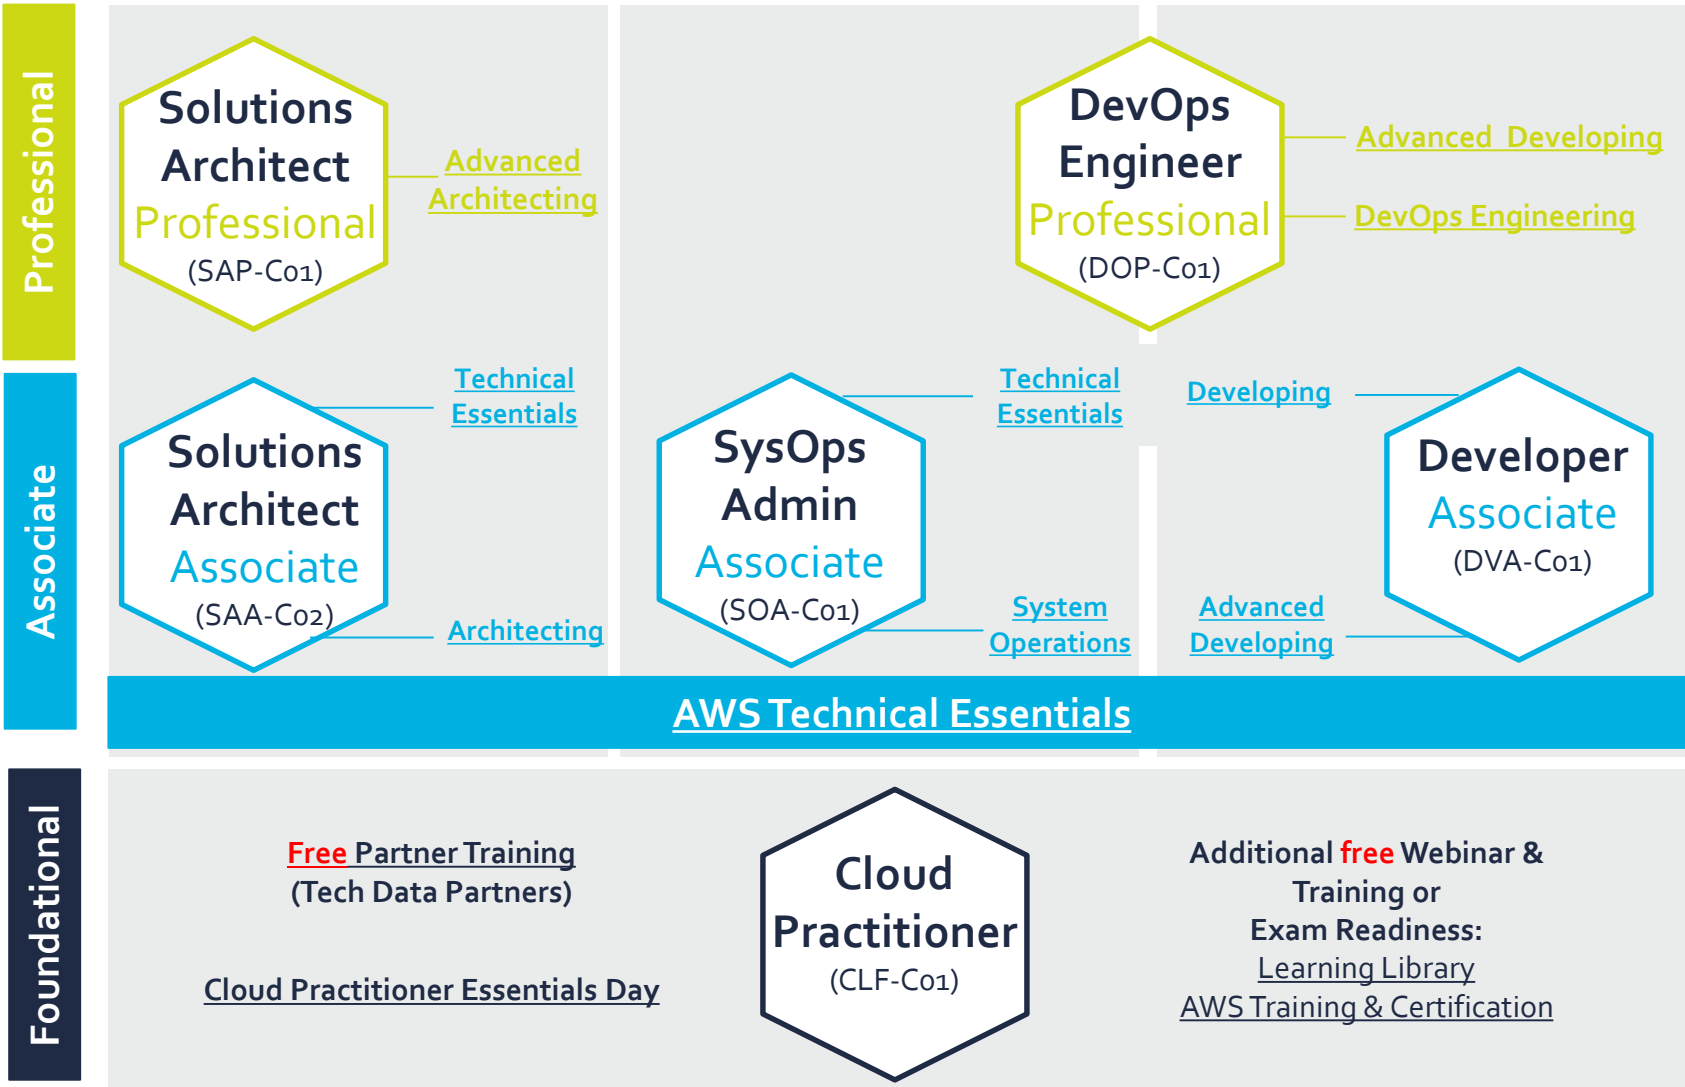 Professional
Solutions
Architect
Professional
(SAP-C01)
Advanced
Architecting
DevOps
Engineer
Professional
(DOP-C01)
Advanced Developing
DevOps Engineering
Associate
Solutions
Architect
Associate
(SAA-C02)
Technical
Essentials
Architecting
SysOps
Admin
Associate
(SOA-C01)
Technical
Essentials
System
Operations
Developing
Advanced
Developing
Developer
Associate
(DVA-C01)
AWS Technical Essentials
Foundational
Free Partner Training
(Tech Data Partners)
Cloud Practitioner Essentials Day
Cloud
Practitioner
(CLF-C01)
Additional free Webinar &
Training or
Exam Readiness:
Learning Library
AWS Training & Certification